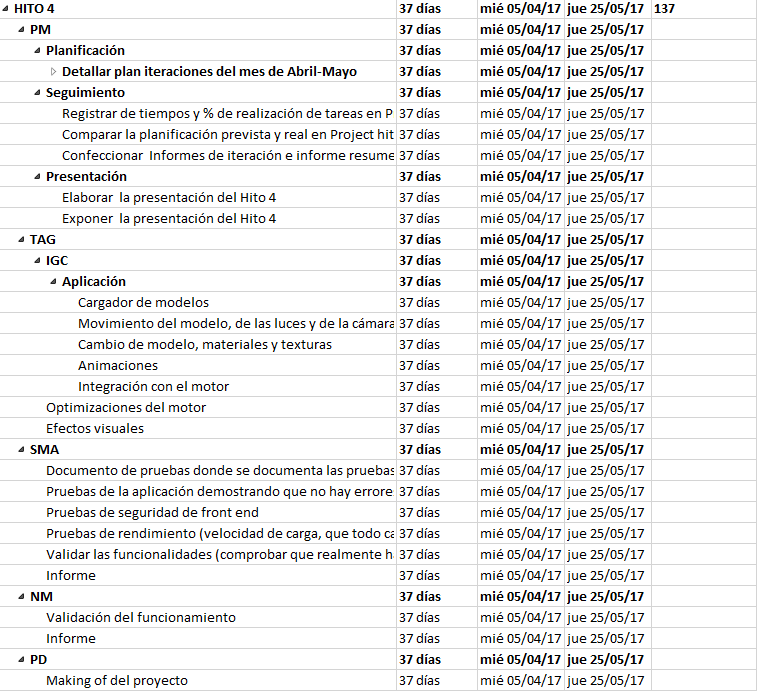 HITO 4 37 días mié 05/04/17 jue 25/05/17 137
PM 37 días mié 05/04/17 jue 25/05/17
Planificación 37 días mié 05/04/17 jue 25/05/17
Detallar plan iteraciones del mes de Abril-Mayo 37 días mié 05/04/17 jue 25/05/17
Seguimiento 37 días mié 05/04/17 jue 25/05/17
Registrar de tiempos y % de realización de tareas en P 37 días mié 05/04/17 jue 25/05/17
Comparar la planificación prevista y real en Project hit 37 días mié 05/04/17 jue 25/05/17
Confeccionar Informes de iteración e informe resume 37 días mié 05/04/17 jue 25/05/17
Presentación 37 días mié 05/04/17 jue 25/05/17
Elaborar la presentación del Hito 4 37 días mié 05/04/17 jue 25/05/17
Exponer la presentación del Hito 4 37 días mié 05/04/17 jue 25/05/17
TAG 37 días mié 05/04/17 jue 25/05/17
IGC 37 días mié 05/04/17 jue 25/05/17
Aplicación 37 días mié 05/04/17 jue 25/05/17
Cargador de modelos 37 días mié 05/04/17 jue 25/05/17
Movimiento del modelo, de las luces y de la cámara 37 días mié 05/04/17 jue 25/05/17
Cambio de modelo, materiales y texturas 37 días mié 05/04/17 jue 25/05/17
Animaciones 37 días mié 05/04/17 jue 25/05/17
Integración con el motor 37 días mié 05/04/17 jue 25/05/17
Optimizaciones del motor 37 días mié 05/04/17 jue 25/05/17
Efectos visuales 37 días mié 05/04/17 jue 25/05/17
SMA 37 días mié 05/04/17 jue 25/05/17
Documento de pruebas donde se documenta las pruebas 37 días mié 05/04/17 jue 25/05/17
Pruebas de la aplicación demostrando que no hay errore 37 días mié 05/04/17 jue 25/05/17
Pruebas de seguridad de front end 37 días mié 05/04/17 jue 25/05/17
Pruebas de rendimiento (velocidad de carga, que todo ca 37 días mié 05/04/17 jue 25/05/17
Validar las funcionalidades (comprobar que realmente h 37 días mié 05/04/17 jue 25/05/17
Informe 37 días mié 05/04/17 jue 25/05/17
NM 37 días mié 05/04/17 jue 25/05/17
Validación del funcionamiento 37 días mié 05/04/17 jue 25/05/17
Informe 37 días mié 05/04/17 jue 25/05/17
PD 37 días mié 05/04/17 jue 25/05/17
Making of del proyecto 37 días mié 05/04/17 jue 25/05/17